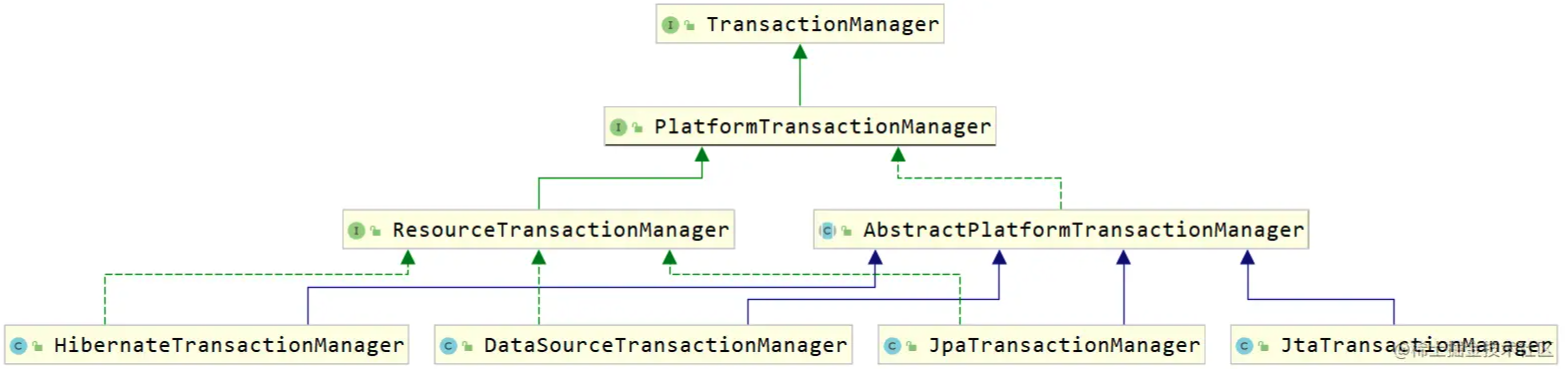 I TransactionManager
I PlatformTransactionManager
I ResourceTransactionManager
C AbstractPlatformTransactionManager
C HibernateTransactionManager
C DataSourceTransactionManager
C JpaTransactionManager
C JtaTransactionManager
@稀土掘金技术社区